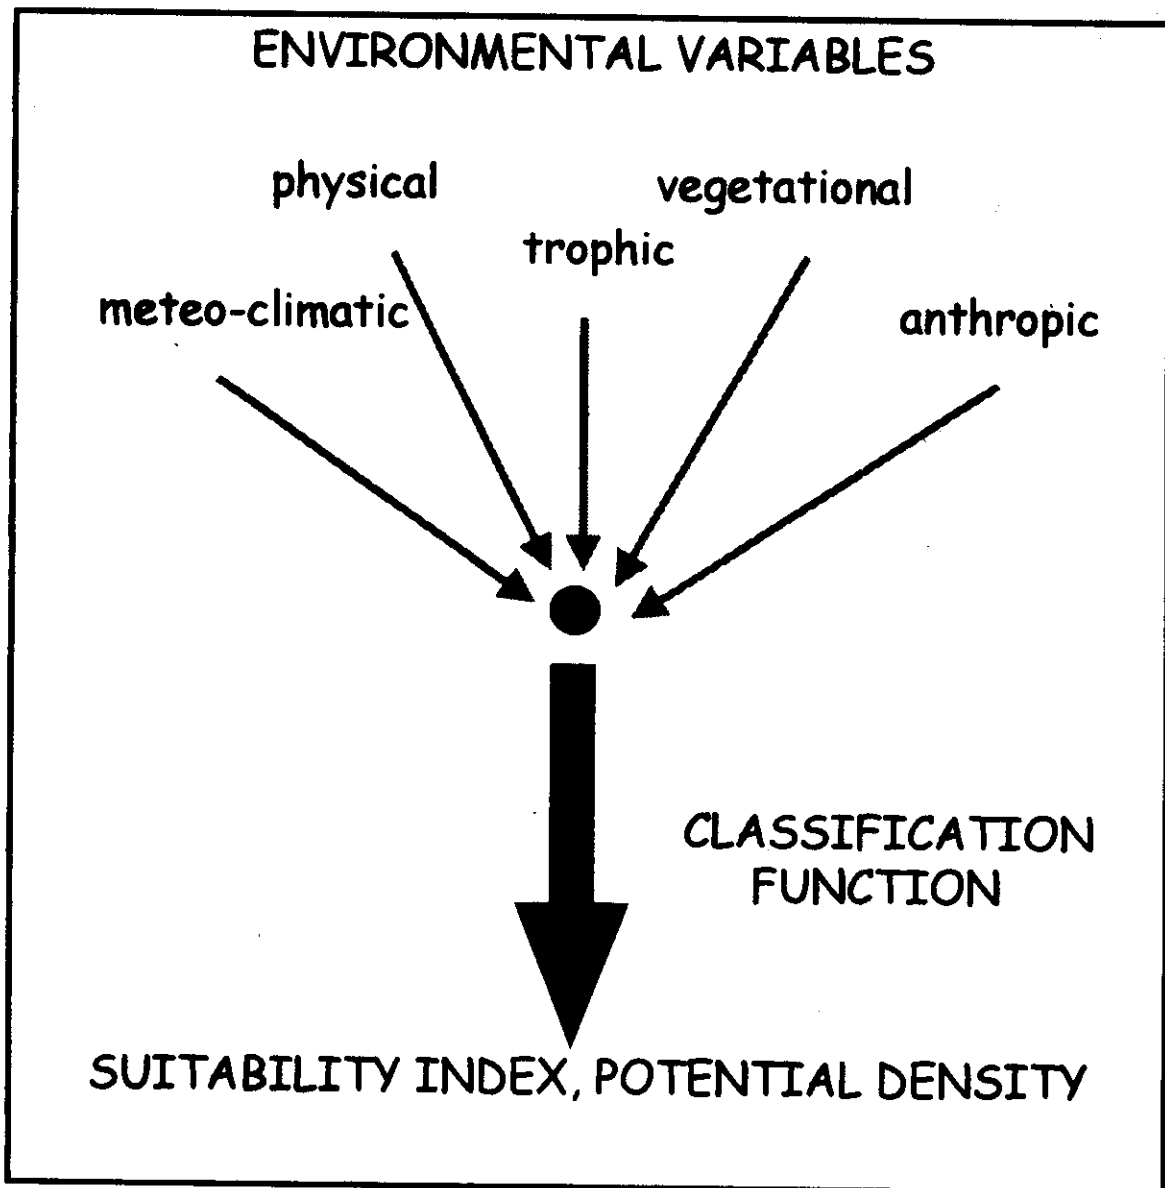 ENVIRONMENTAL VARIABLES
physical
vegetational
trophic
meteo-climatic
anthropic
CLASSIFICATION
FUNCTION
SUITABILITY INDEX, POTENTIAL DENSITY